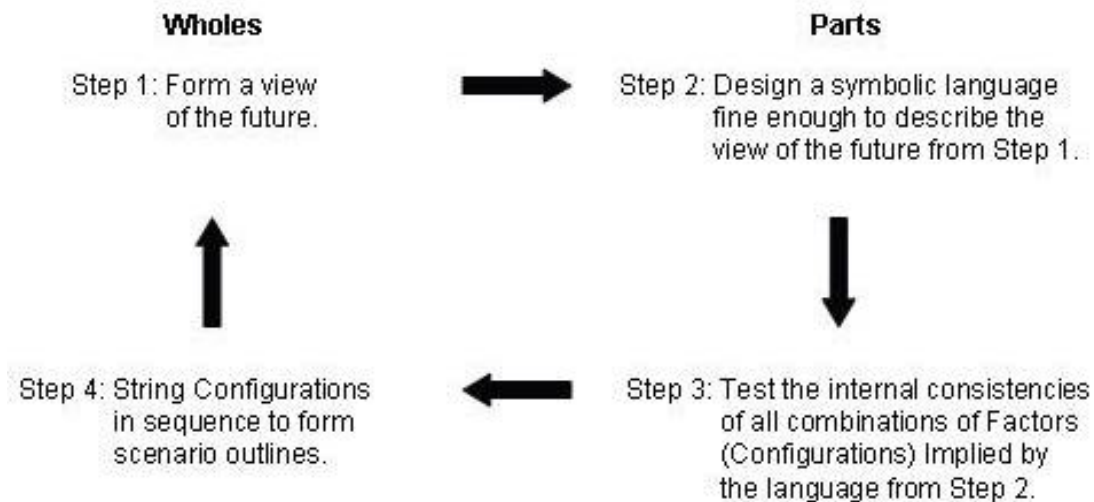 Wholes
Parts
Step 1: Form a view
of the future.
Step 2: Design a symbolic language
fine enough to describe the
view of the future from Step 1.
Step 4: String Configurations
in sequence to form
scenario outlines.
Step 3: Test the internal consistencies
of all combinations of Factors
(Configurations) Implied by
the language from Step 2.